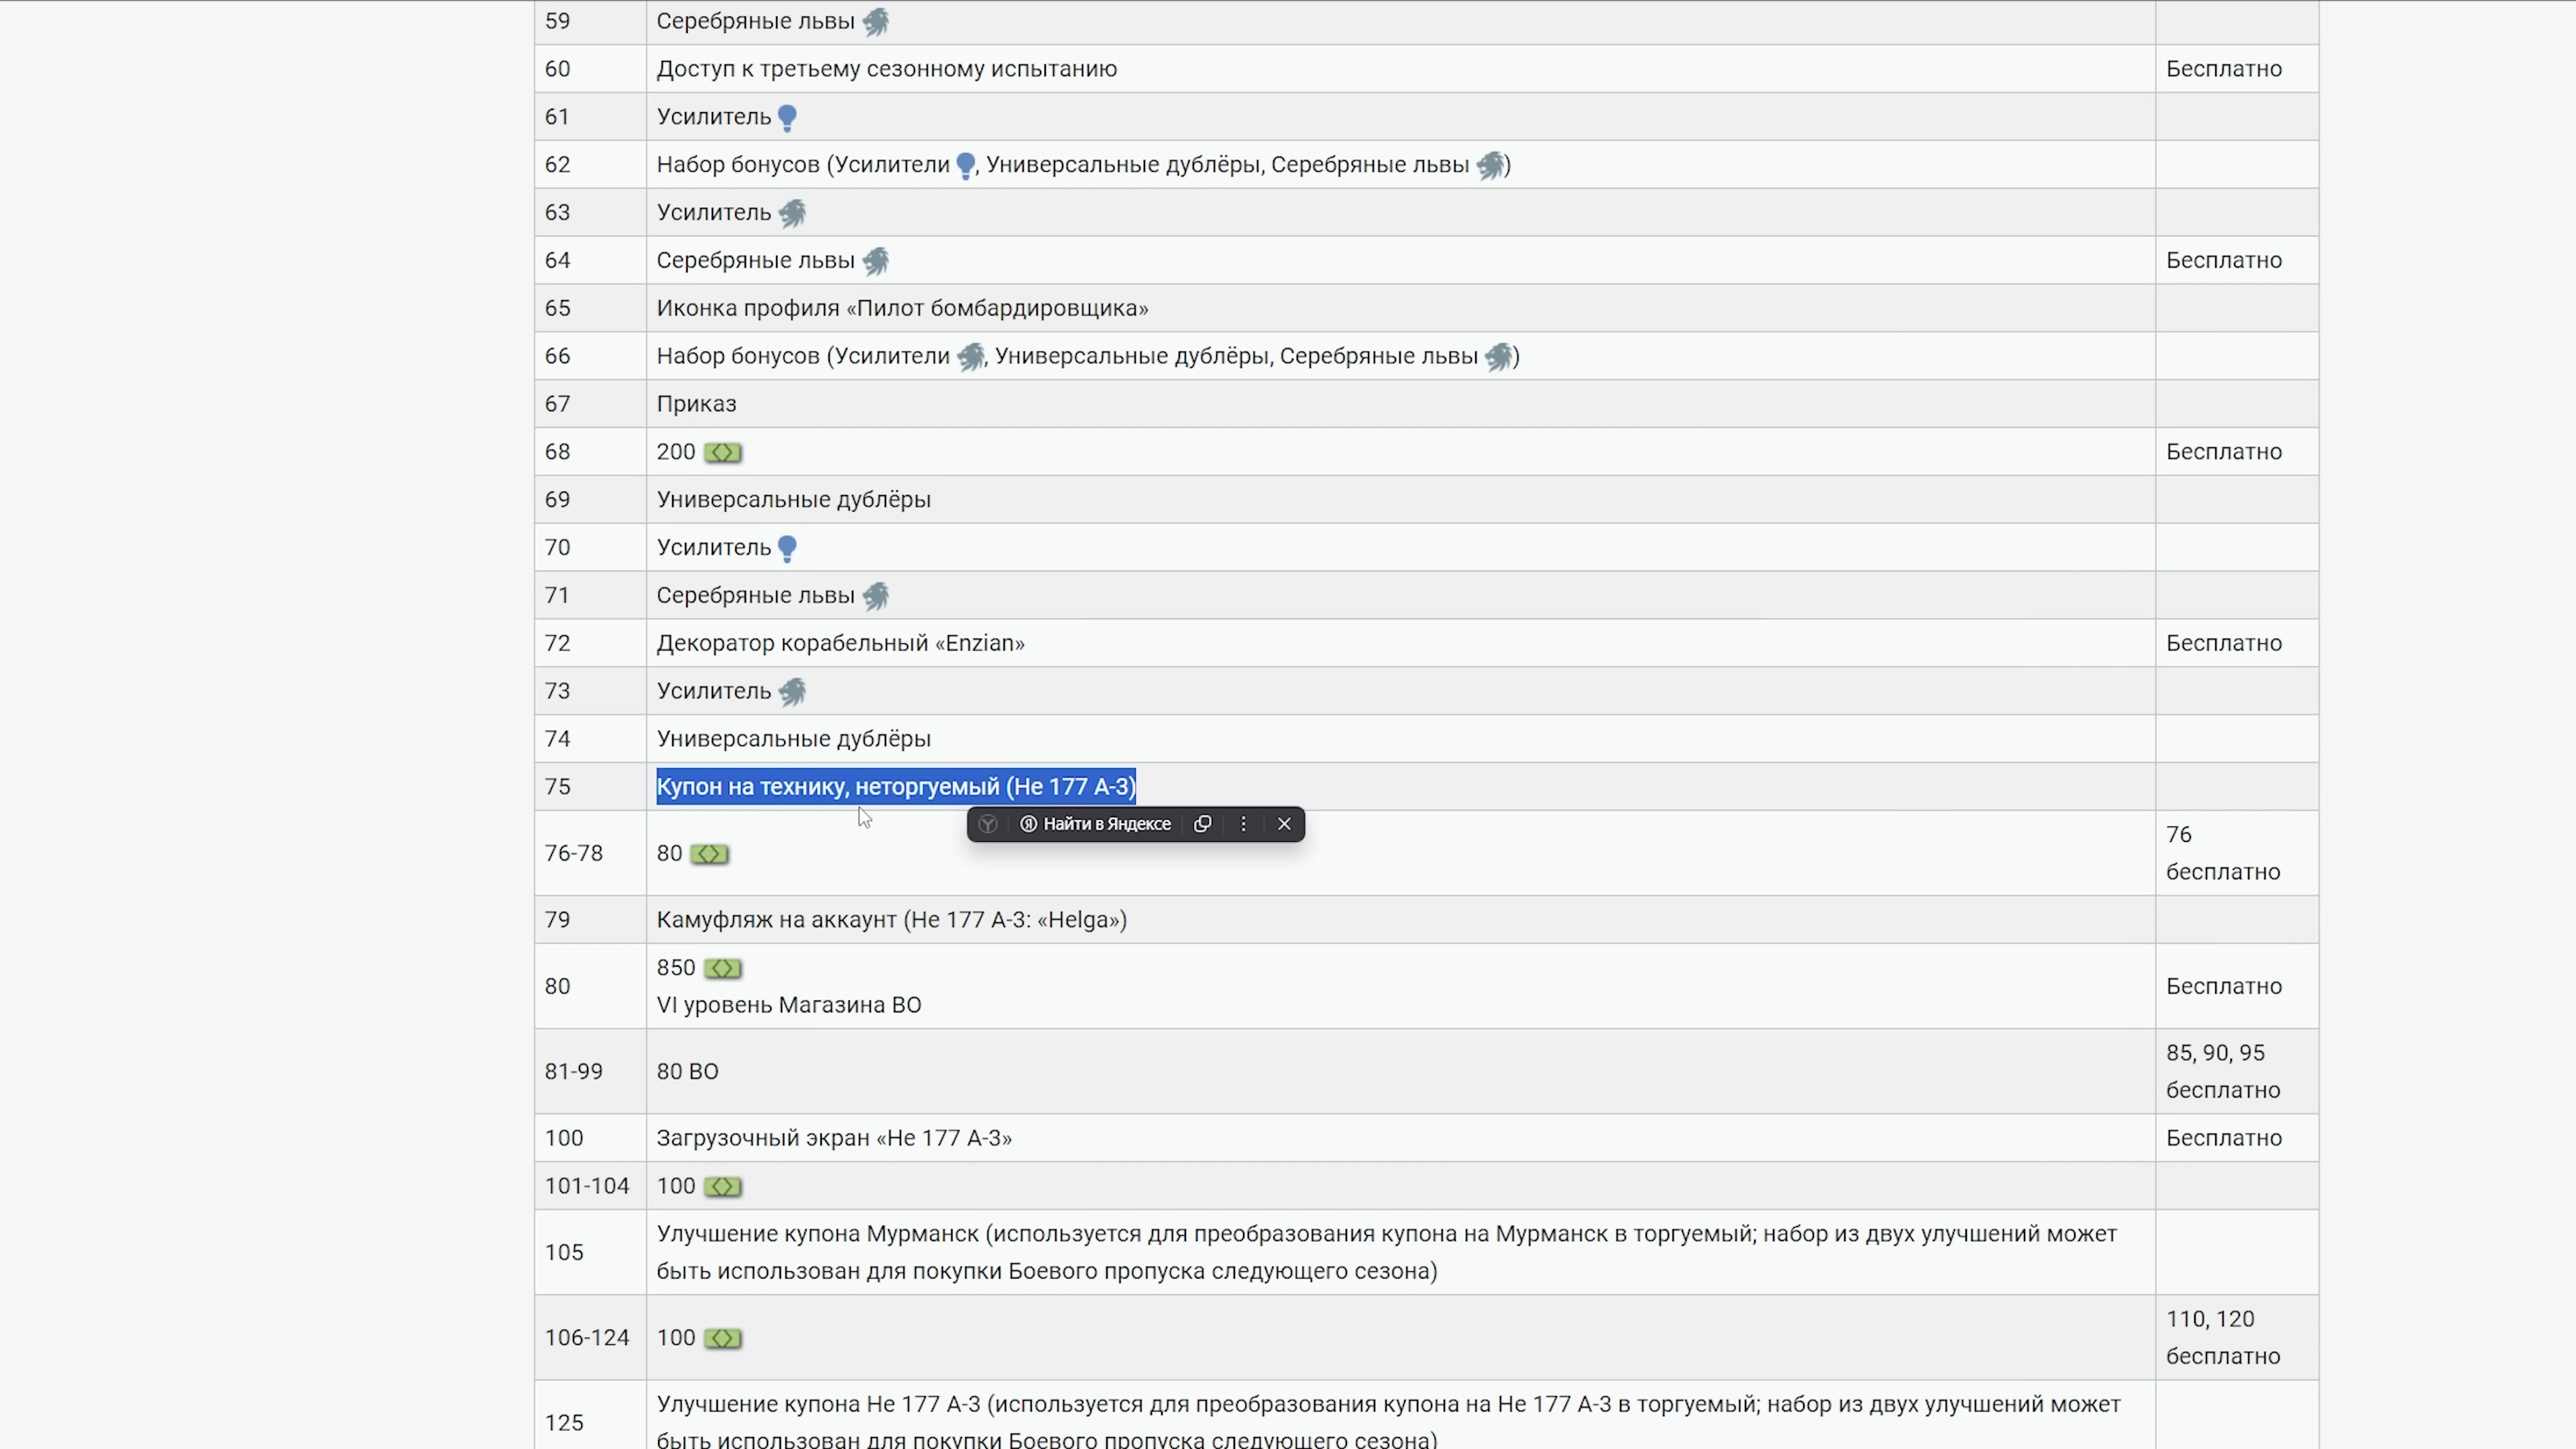 59 Серебряные львы
60 Доступ к третьему сезонному испытанию Бесплатно
61 Усилитель
62 Набор бонусов (Усилители , Универсальные дублёры, Серебряные львы )
63 Усилитель
64 Серебряные львы Бесплатно
65 Иконка профиля «Пилот бомбардировщика»
66 Набор бонусов (Усилители , Универсальные дублёры, Серебряные львы )
67 Приказ
68 200 Бесплатно
69 Универсальные дублёры
70 Усилитель
71 Серебряные львы
72 Декоратор корабельный «Enzian» Бесплатно
73 Усилитель
74 Универсальные дублёры
75 Купон на технику, неторгуемый (He 177 A-3)
Найти в Яндексе
76-78 80 76
бесплатно
79 Камуфляж на аккаунт (He 177 A-3: «Helga»)
80 850 Бесплатно
VI уровень Магазина ВО
81-99 80 ВО 85, 90, 95
бесплатно
100 Загрузочный экран «He 177 A-3» Бесплатно
101-104 100
105 Улучшение купона Мурманск (используется для преобразования купона на Мурманск в торгуемый; набор из двух улучшений может
быть использован для покупки Боевого пропуска следующего сезона)
106-124 100 110, 120
бесплатно
125 Улучшение купона He 177 A-3 (используется для преобразования купона на He 177 A-3 в торгуемый; набор из двух улучшений может
быть использован для покупки Боевого пропуска следующего сезона)